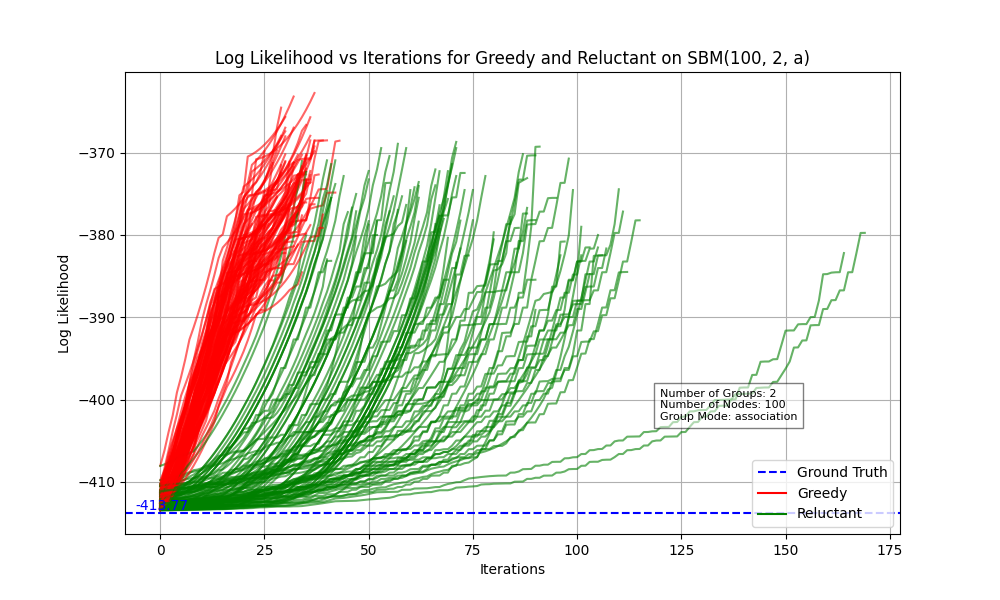 Log Likelihood vs Iterations for Greedy and Reluctant on SBM(100, 2, a)
Log Likelihood
−370
−380
−390
−400
−410
-413.77
Number of Groups: 2
Number of Nodes: 100
Group Mode: association
Ground Truth
Greedy
Reluctant
0
25
50
75
100
125
150
175
Iterations